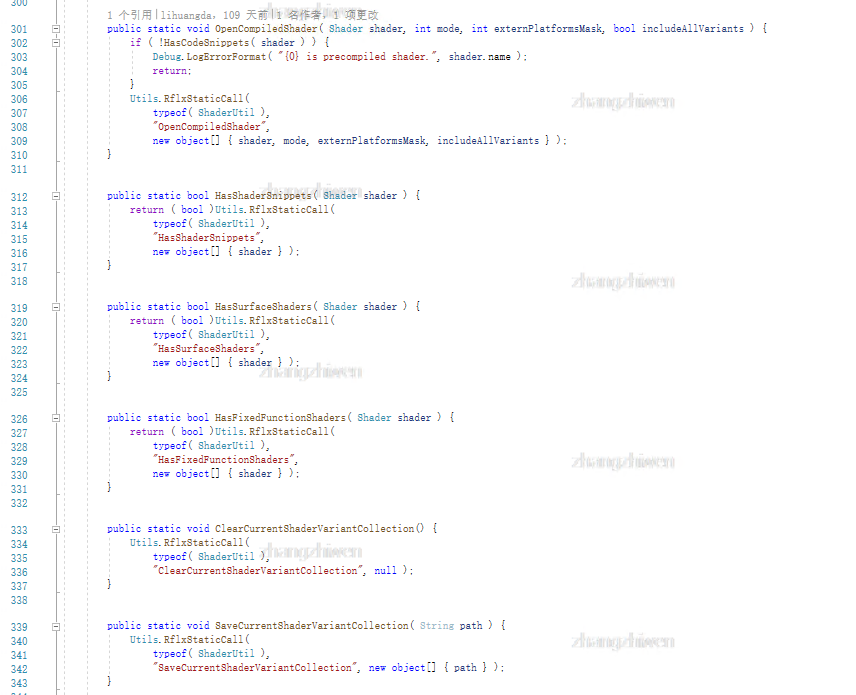 300
1 个引用|lihuangda，109 天前|1 名作者，1 项更改
301 public static void OpenCompiledShader( Shader shader, int mode, int externPlatformsMask, bool includeAllVariants ) {
302 if ( !HasCodeSnippets( shader ) ) {
303 Debug.LogErrorFormat( "{0} is precompiled shader.", shader.name );
304 return;
305 }
306 Utils.RflxStaticCall(
307 typeof( ShaderUtil ),
308 "OpenCompiledShader",
309 new object[] { shader, mode, externPlatformsMask, includeAllVariants } );
310 }
311
312 public static bool HasShaderSnippets( Shader shader ) {
313 return ( bool )Utils.RflxStaticCall(
314 typeof( ShaderUtil ),
315 "HasShaderSnippets",
316 new object[] { shader } );
317 }
318
319 public static bool HasSurfaceShaders( Shader shader ) {
320 return ( bool )Utils.RflxStaticCall(
321 typeof( ShaderUtil ),
322 "HasSurfaceShaders",
323 new object[] { shader } );
324 }
325
326 public static bool HasFixedFunctionShaders( Shader shader ) {
327 return ( bool )Utils.RflxStaticCall(
328 typeof( ShaderUtil ),
329 "HasFixedFunctionShaders",
330 new object[] { shader } );
331 }
332
333 public static void ClearCurrentShaderVariantCollection() {
334 Utils.RflxStaticCall(
335 typeof( ShaderUtil ),
336 "ClearCurrentShaderVariantCollection", null );
337 }
338
339 public static void SaveCurrentShaderVariantCollection( String path ) {
340 Utils.RflxStaticCall(
341 typeof( ShaderUtil ),
342 "SaveCurrentShaderVariantCollection", new object[] { path } );
343 }